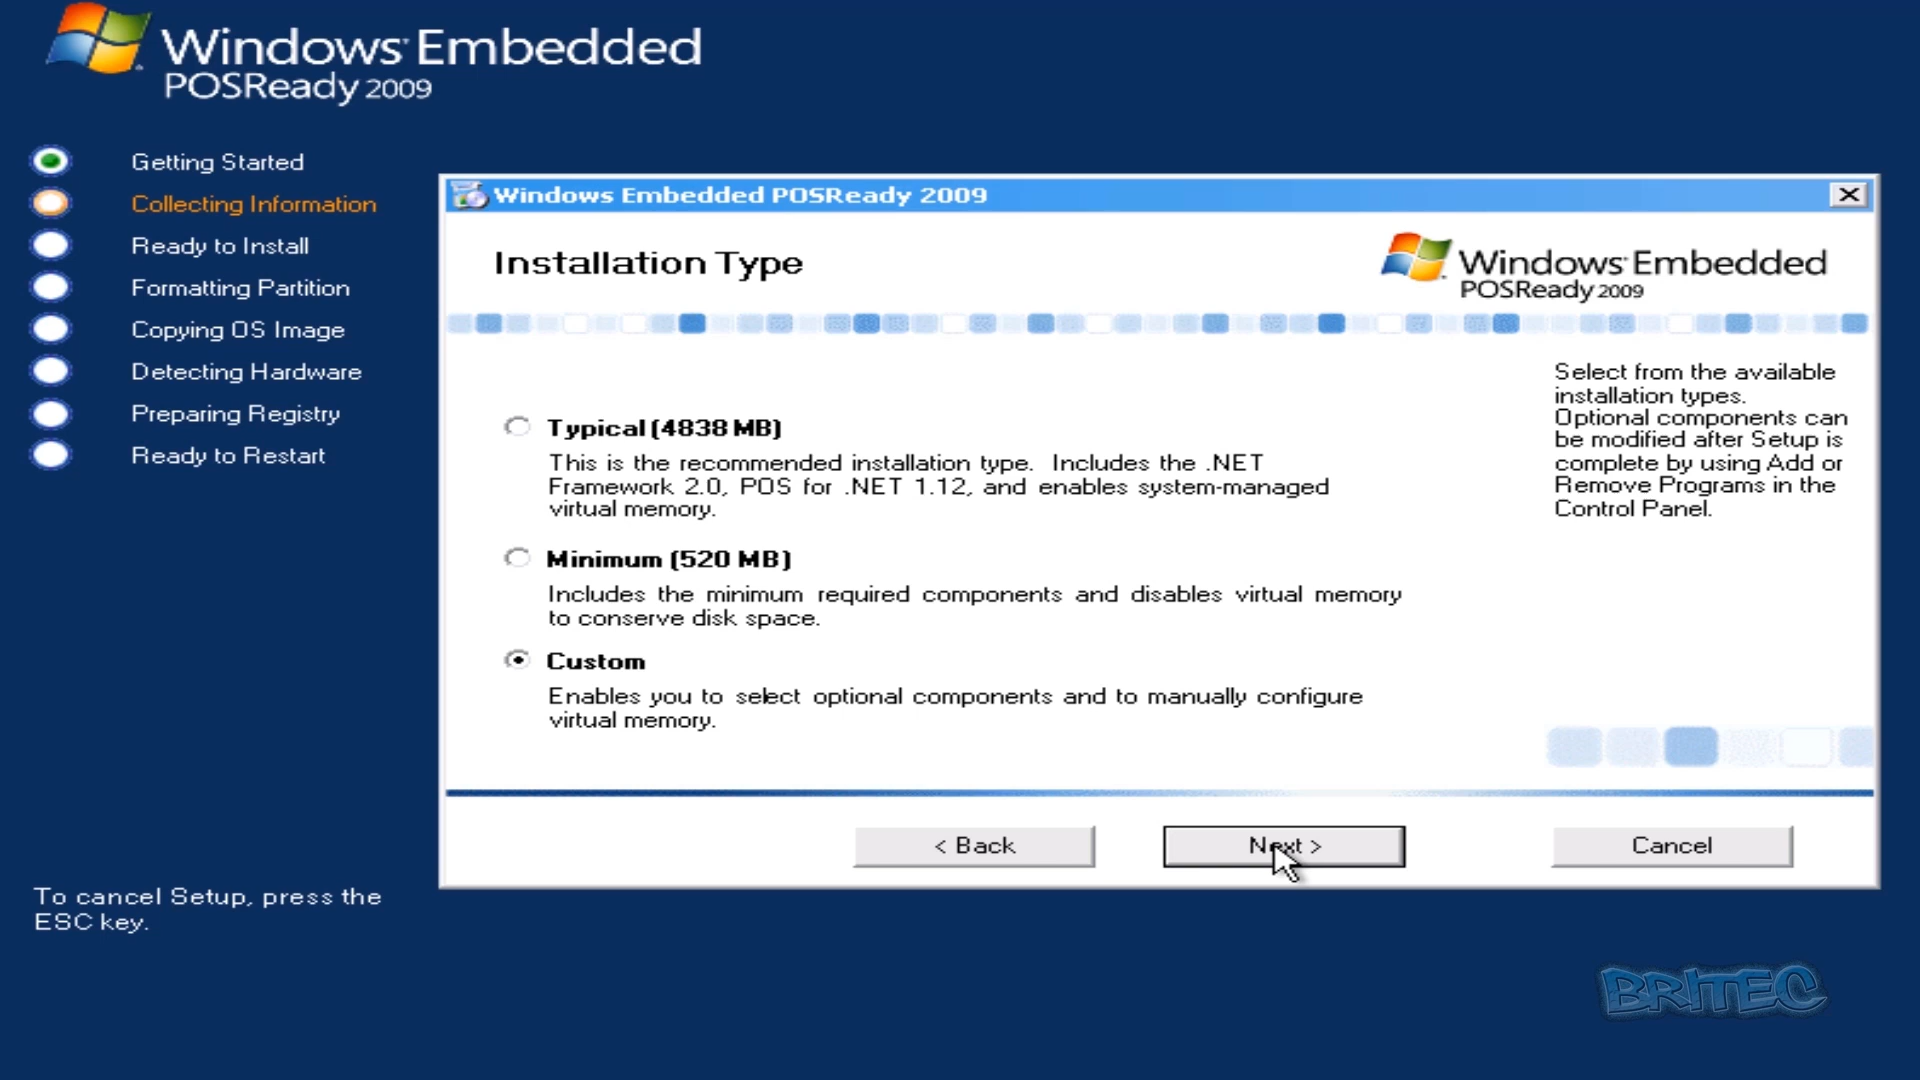 Windows Embedded
POSReady 2009
Getting Started
Collecting Information
Ready to Install
Formatting Partition
Copying OS Image
Detecting Hardware
Preparing Registry
Ready to Restart
To cancel Setup, press the
ESC key.
Windows Embedded POSReady 2009
Installation Type
Windows Embedded
POSReady 2009
Typical (4838 MB)
This is the recommended installation type. Includes the .NET
Framework 2.0, POS for .NET 1.12, and enables system-managed
virtual memory.
Minimum (520 MB)
Includes the minimum required components and disables virtual memory
to conserve disk space.
Custom
Enables you to select optional components and to manually configure
virtual memory.
Select from the available
installation types.
Optional components can
be modified after Setup is
complete by using Add or
Remove Programs in the
Control Panel.
< Back
Next >
Cancel
BRITEC